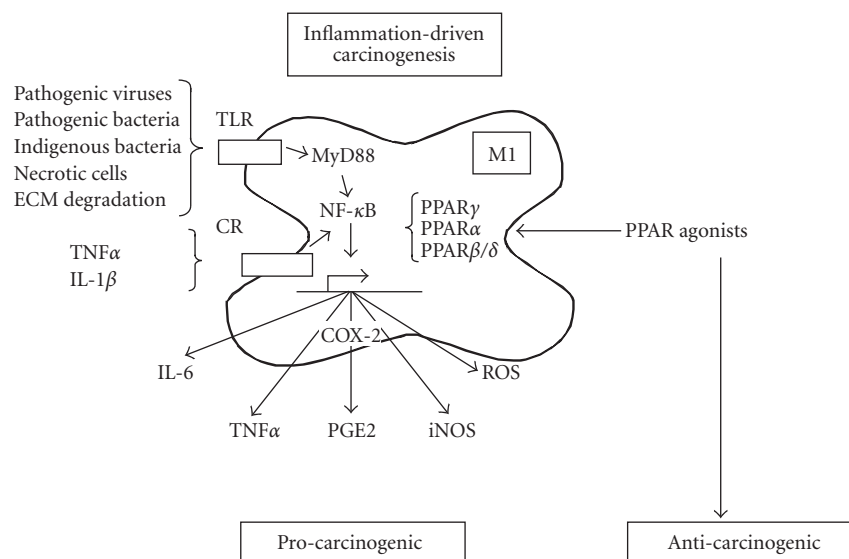 Inflammation-driven
carcinogenesis
Pathogenic viruses
Pathogenic bacteria
Indigenous bacteria
Necrotic cells
ECM degradation
TLR
MyD88
M1
NF-κB
PPARγ
PPARα
PPARβ/δ
PPAR agonists
CR
TNFα
IL-1β
COX-2
IL-6
ROS
TNFα
PGE2
iNOS
Pro-carcinogenic
Anti-carcinogenic